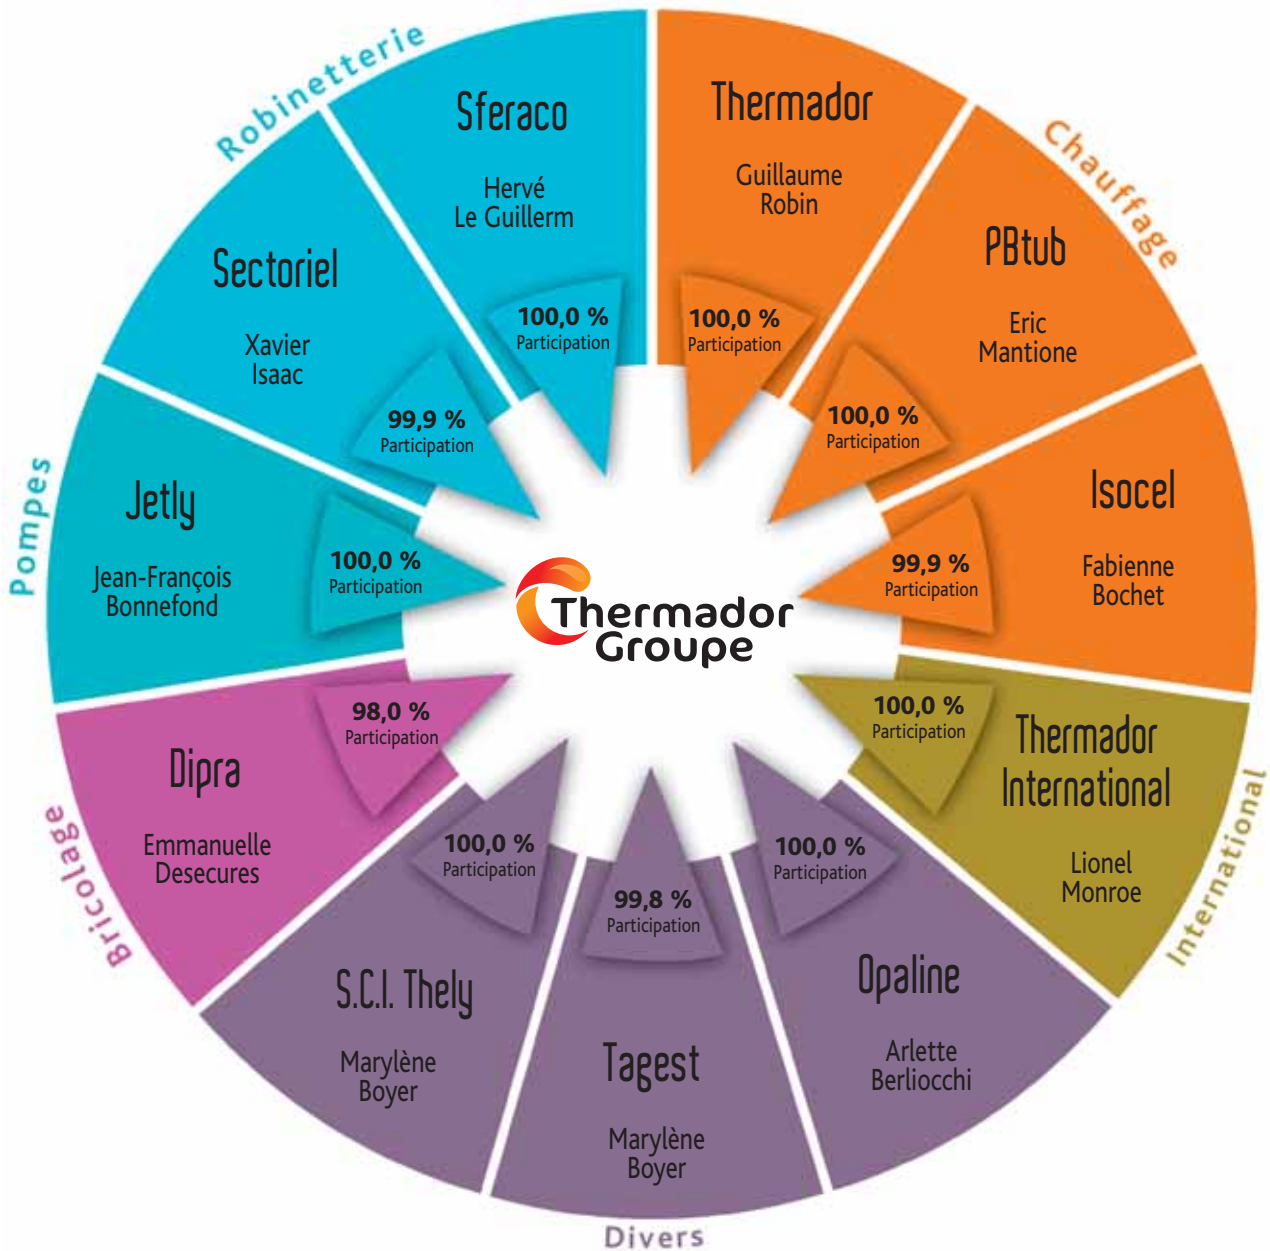 Robinetterie
Sferaco
Hervé
Le Guillerm
100,0 %
Participation
Thermador
Guillaume
Robin
100,0 %
Participation
Chauffage
PBtub
Eric
Mantione
100,0 %
Participation
Isocel
Fabienne
Bochet
99,9 %
Participation
International
Thermador
International
Lionel
Monroe
100,0 %
Participation
Opaline
Arlette
Berliocchi
100,0 %
Participation
Divers
Tagest
Marylène
Boyer
99,8 %
Participation
S.C.I. Thely
Marylène
Boyer
100,0 %
Participation
Bricolage
Dipra
Emmanuelle
Desecures
98,0 %
Participation
Pompes
Jetly
Jean-François
Bonnefond
100,0 %
Participation
Sectoriel
Xavier
Isaac
99,9 %
Participation
Thermador
Groupe